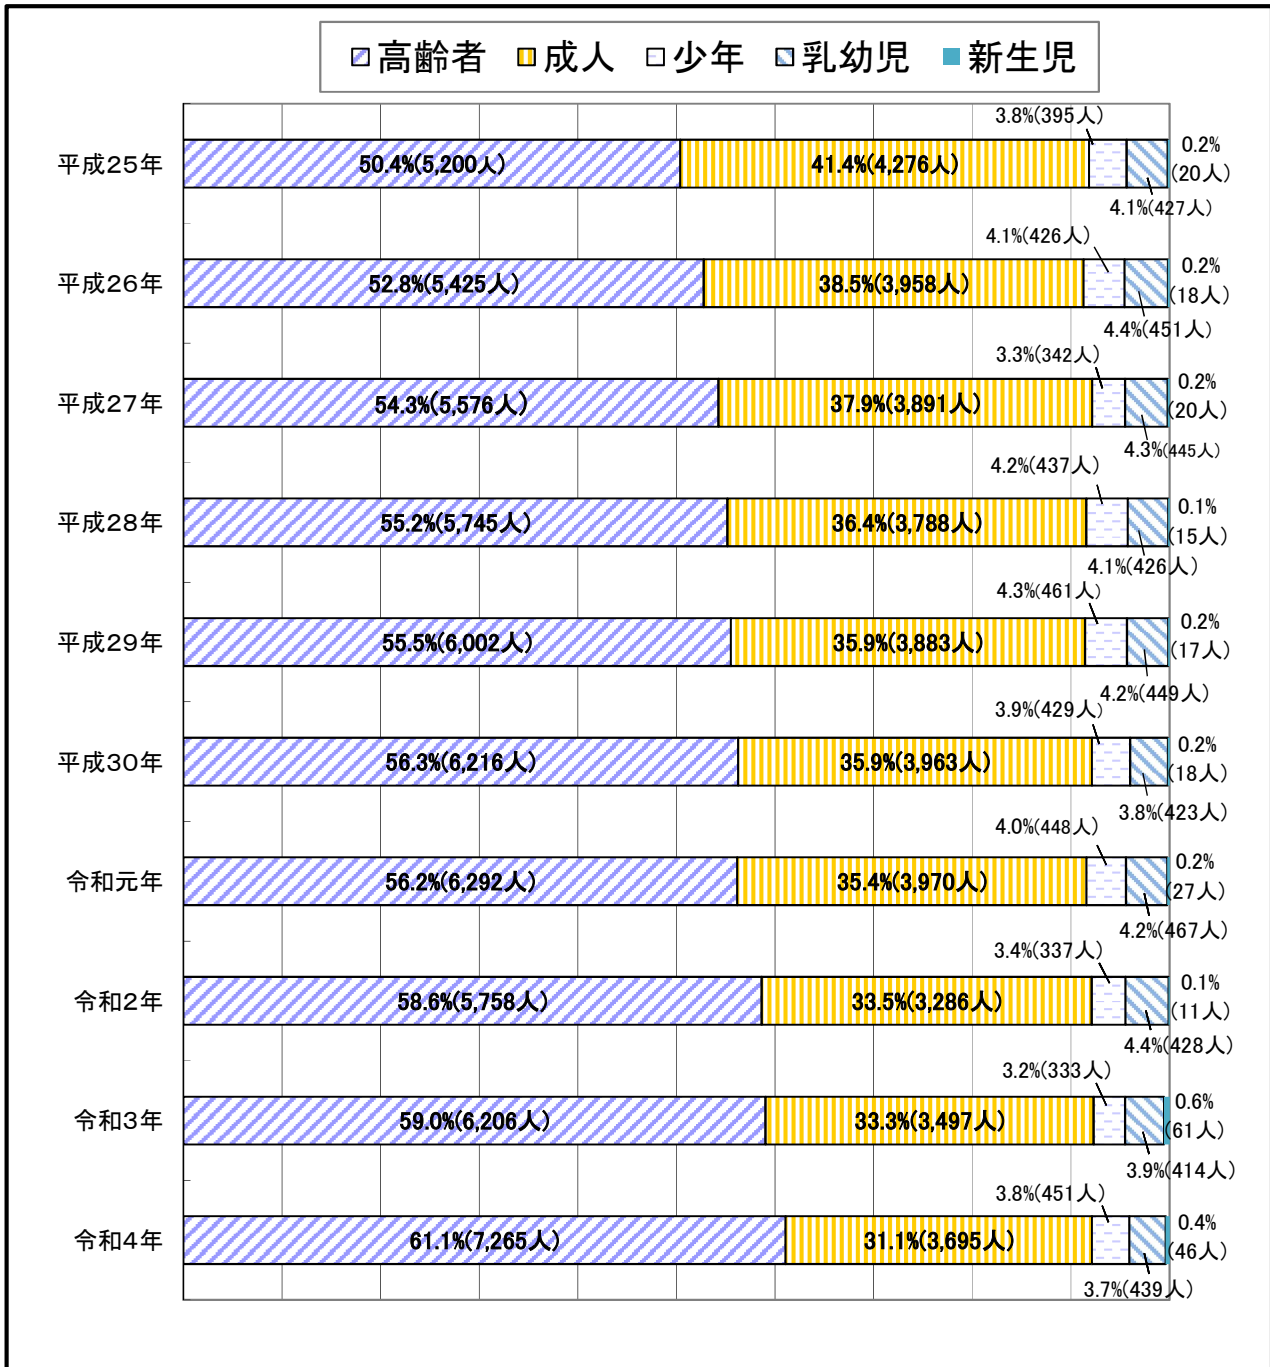 高齢者 成人 少年 乳幼児 新生児
3.8%(395人)
平成25年 50.4%(5,200人) 41.4%(4,276人) 0.2%
(20人)
4.1%(427人)
4.1%(426人)
平成26年 52.8%(5,425人) 38.5%(3,958人) 0.2%
(18人)
4.4%(451人)
3.3%(342人)
平成27年 54.3%(5,576人) 37.9%(3,891人) 0.2%
(20人)
4.3%(445人)
4.2%(437人)
平成28年 55.2%(5,745人) 36.4%(3,788人) 0.1%
(15人)
4.1%(426人)
4.3%(461人)
平成29年 55.5%(6,002人) 35.9%(3,883人) 0.2%
(17人)
4.2%(449人)
3.9%(429人)
平成30年 56.3%(6,216人) 35.9%(3,963人) 0.2%
(18人)
3.8%(423人)
4.0%(448人)
令和元年 56.2%(6,292人) 35.4%(3,970人) 0.2%
(27人)
4.2%(467人)
3.4%(337人)
令和2年 58.6%(5,758人) 33.5%(3,286人) 0.1%
(11人)
4.4%(428人)
3.2%(333人)
令和3年 59.0%(6,206人) 33.3%(3,497人) 0.6%
(61人)
3.9%(414人)
3.8%(451人)
令和4年 61.1%(7,265人) 31.1%(3,695人) 0.4%
(46人)
3.7%(439人)